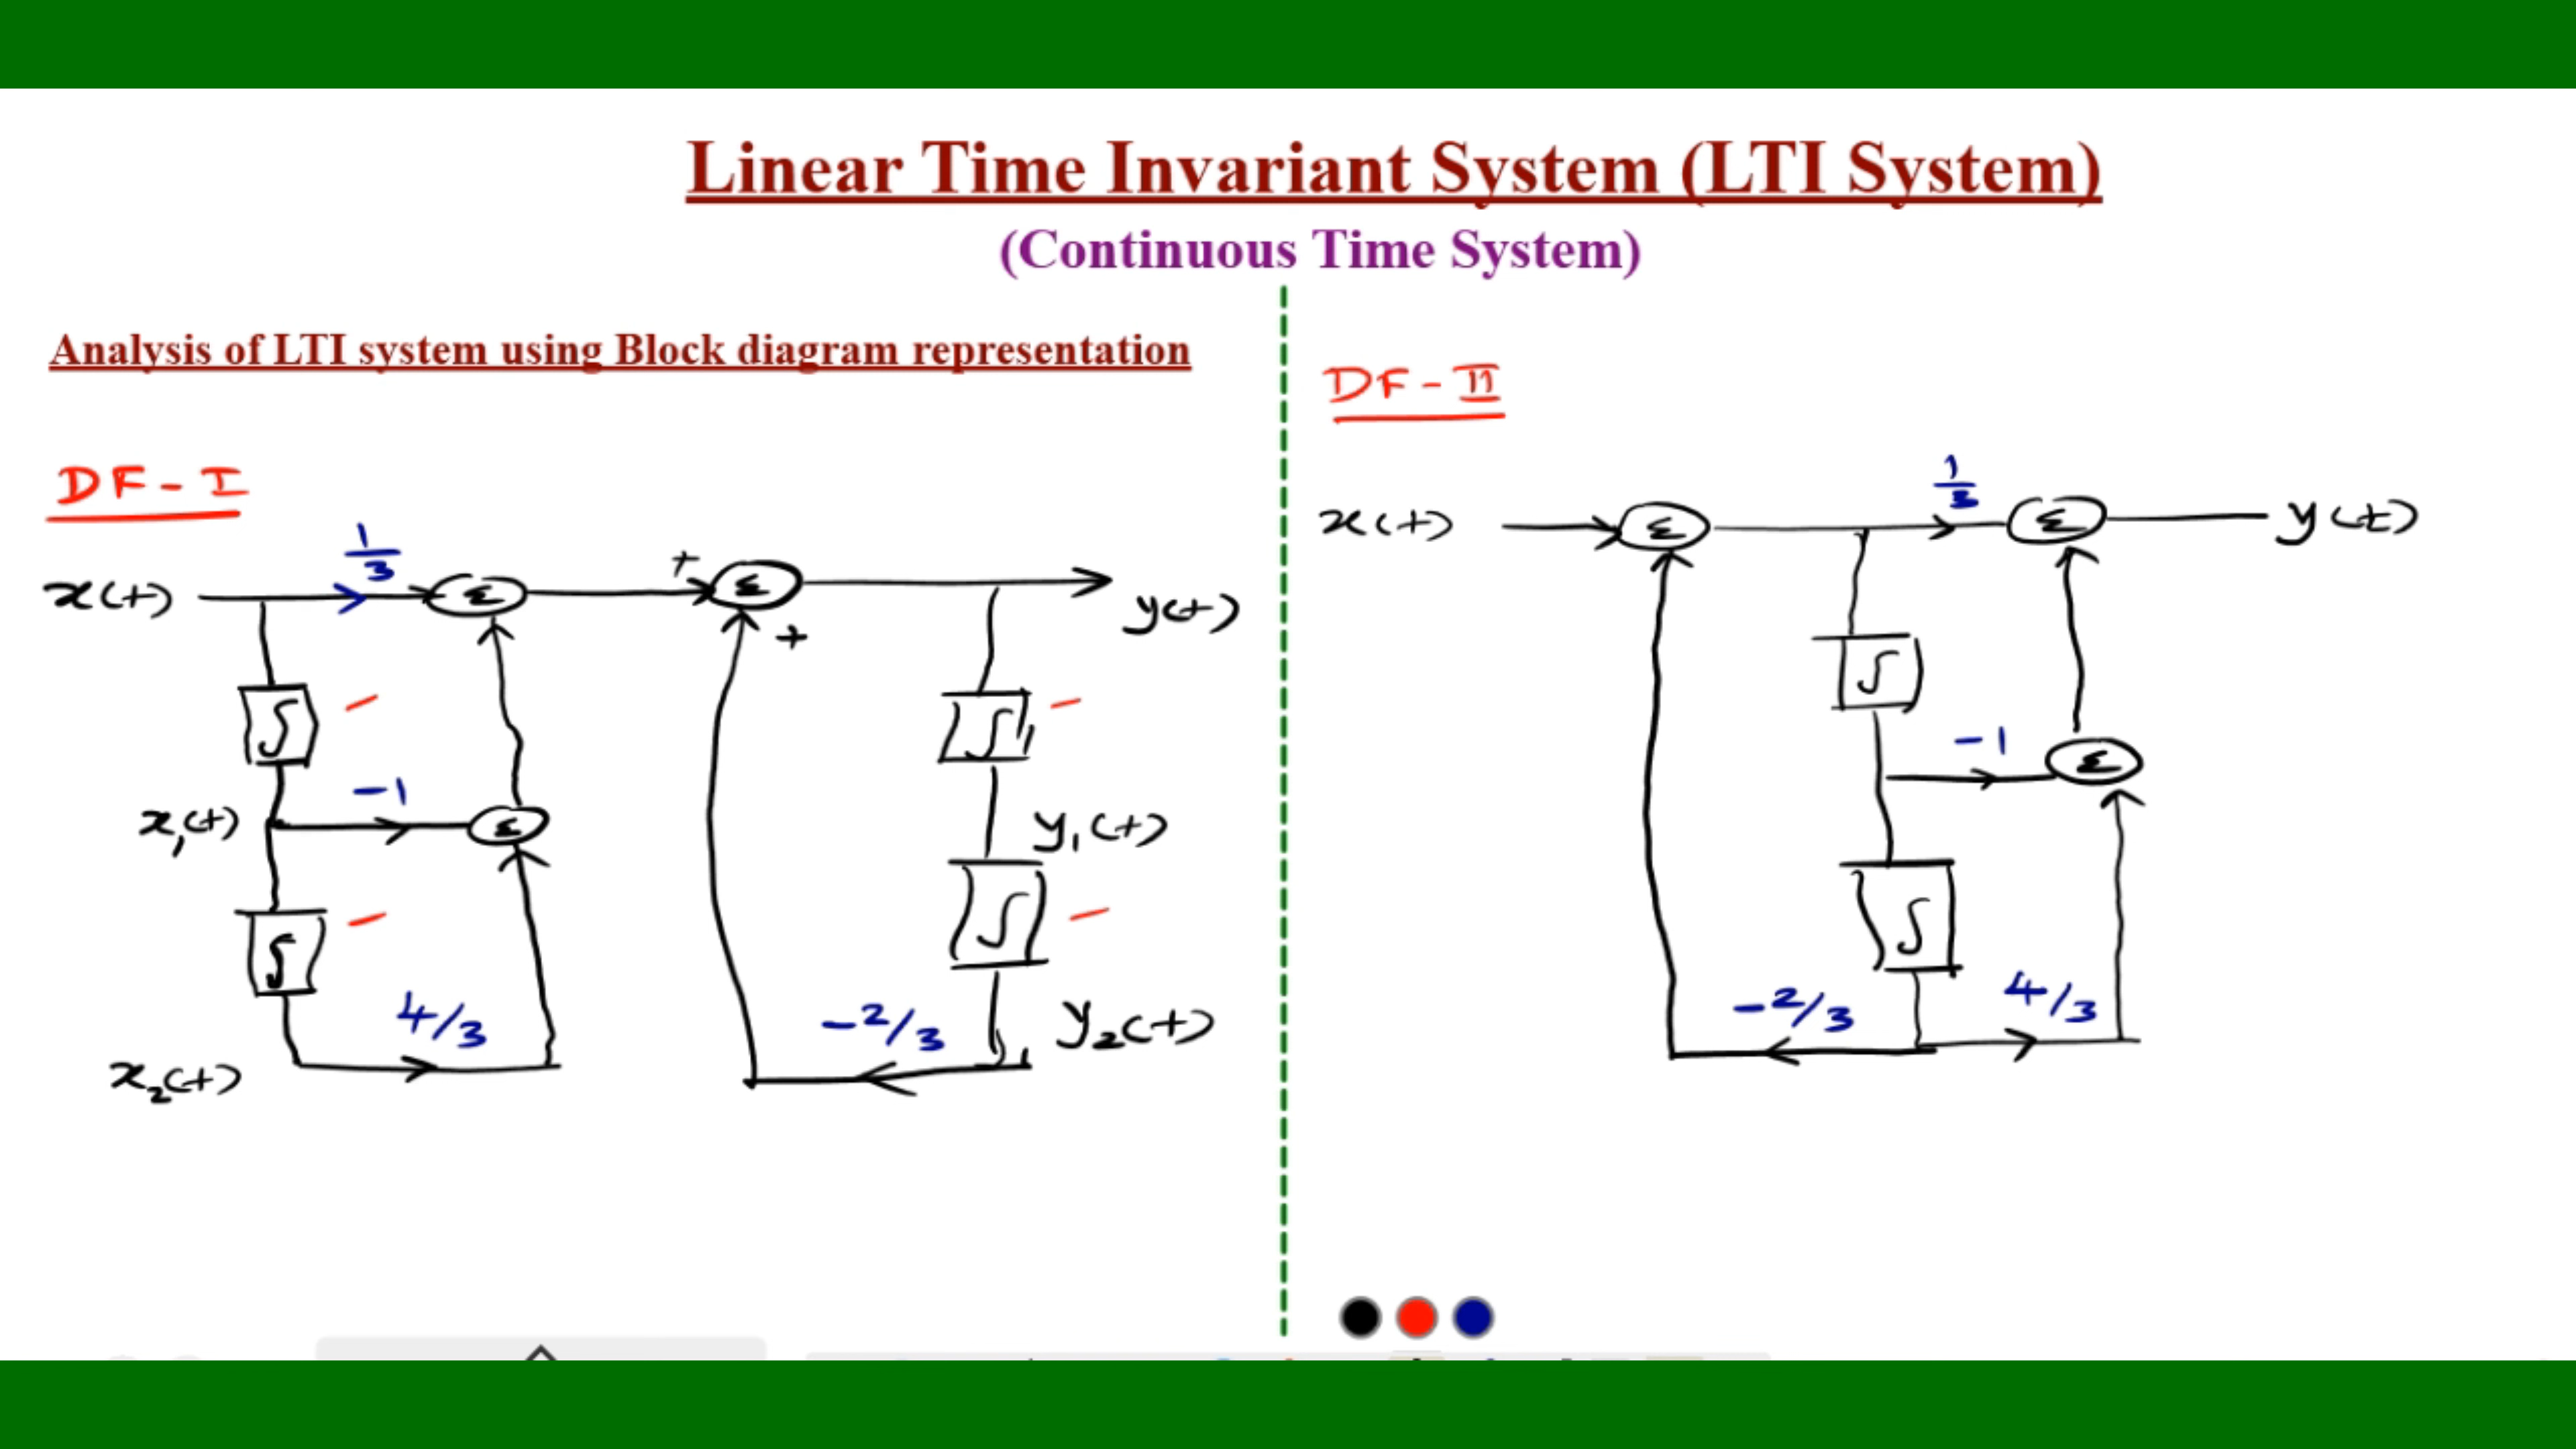 Linear Time Invariant System (LTI System)
(Continuous Time System)
Analysis of LTI system using Block diagram representation
DF - I
1/3
x(t) Σ + Σ y(t)
+
∫ ∫
-1
x₁(t) Σ y₁(t)
∫ ∫
4/3 -2/3 y₂(t)
x₂(t)
DF - II
1/3
x(t) Σ Σ y(t)
∫
-1 Σ
∫
-2/3 4/3